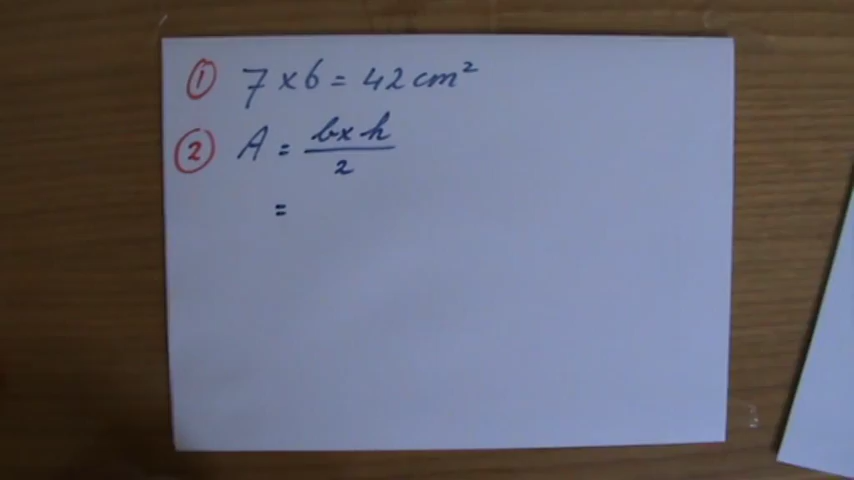 ① 7 × 6 = 42 cm²
② A = b × h / 2
=